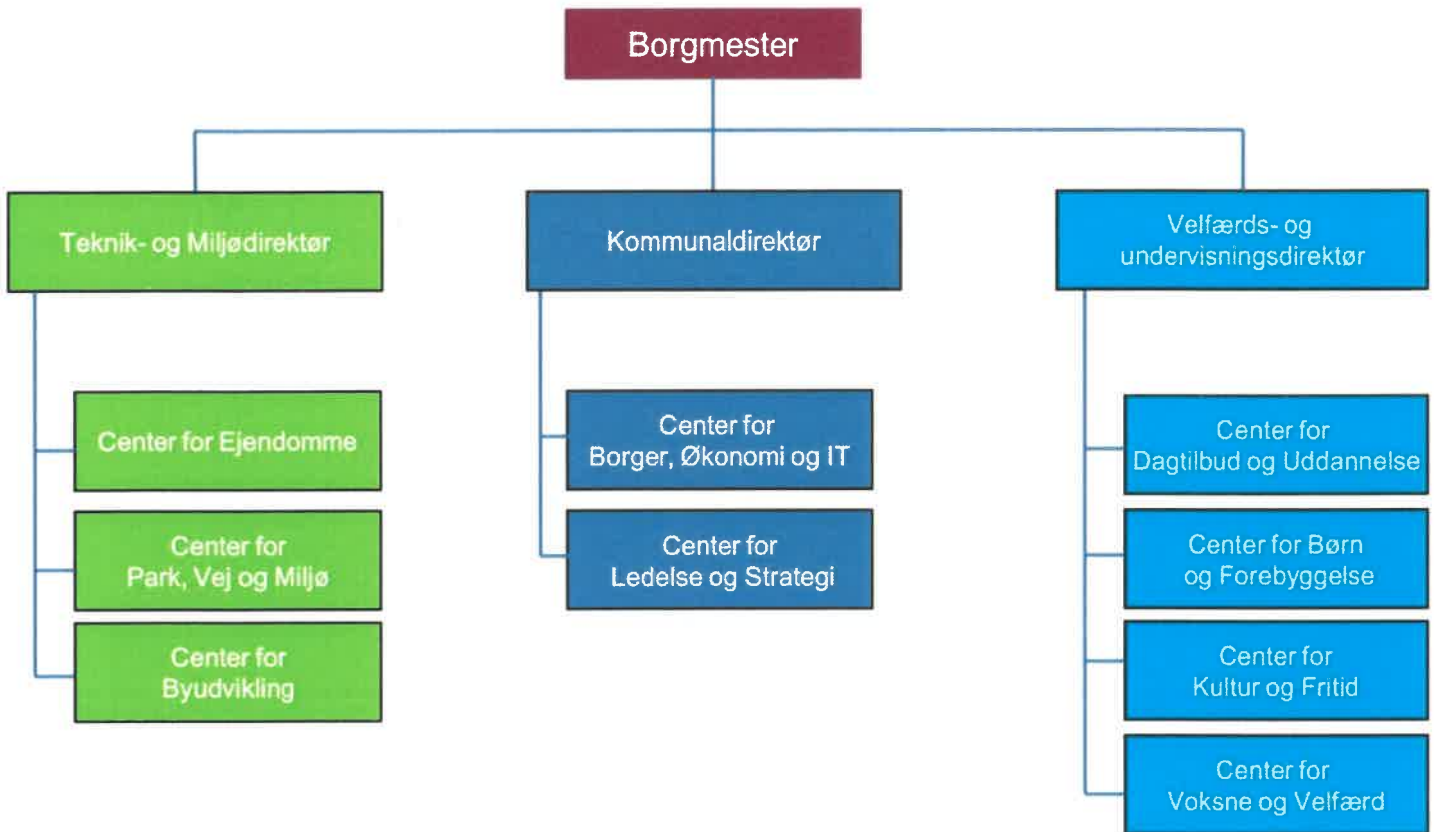 Borgmester
Teknik- og Miljødirektør
Kommunaldirektør
Velfærds- og
undervisningsdirektør
Center for Ejendomme
Center for
Park, Vej og Miljø
Center for
Byudvikling
Center for
Borger, Økonomi og IT
Center for
Ledelse og Strategi
Center for
Dagtilbud og Uddannelse
Center for Børn
og Forebyggelse
Center for
Kultur og Fritid
Center for
Voksne og Velfærd